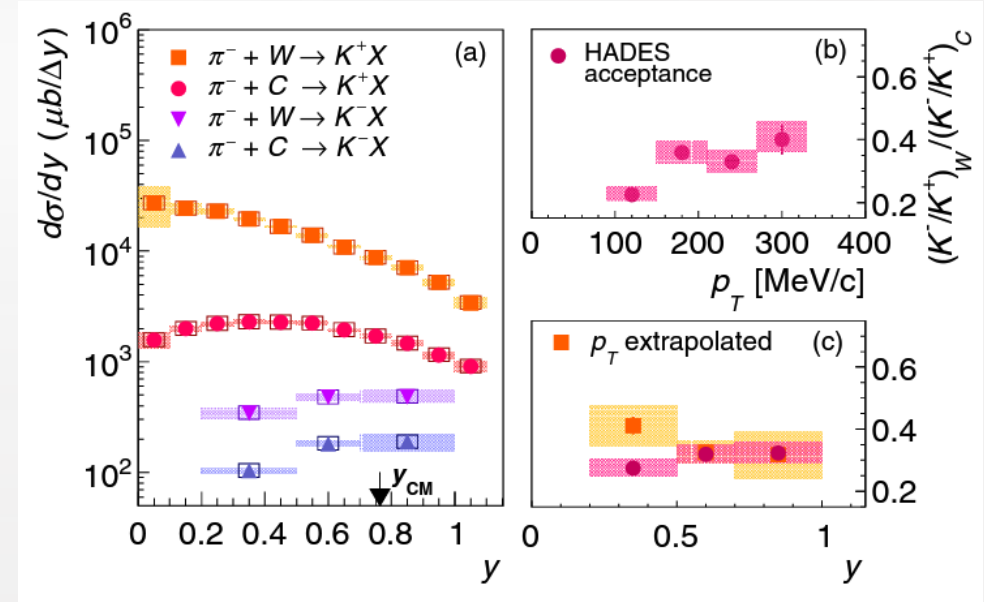 dσ/dy (μb/Δy)
10⁶
10⁵
10⁴
10³
10²
(a)
π⁻ + W → K⁺X
π⁻ + C → K⁺X
π⁻ + W → K⁻X
π⁻ + C → K⁻X
y_CM
0 0.2 0.4 0.6 0.8 1
y
HADES
acceptance
(b)
0.6
0.4
0.2
0 100 200 300 400
p_T [MeV/c]
(K⁻/K⁺)_W/(K⁻/K⁺)_C
p_T extrapolated
(c)
0.6
0.4
0.2
0 0.5 1
y